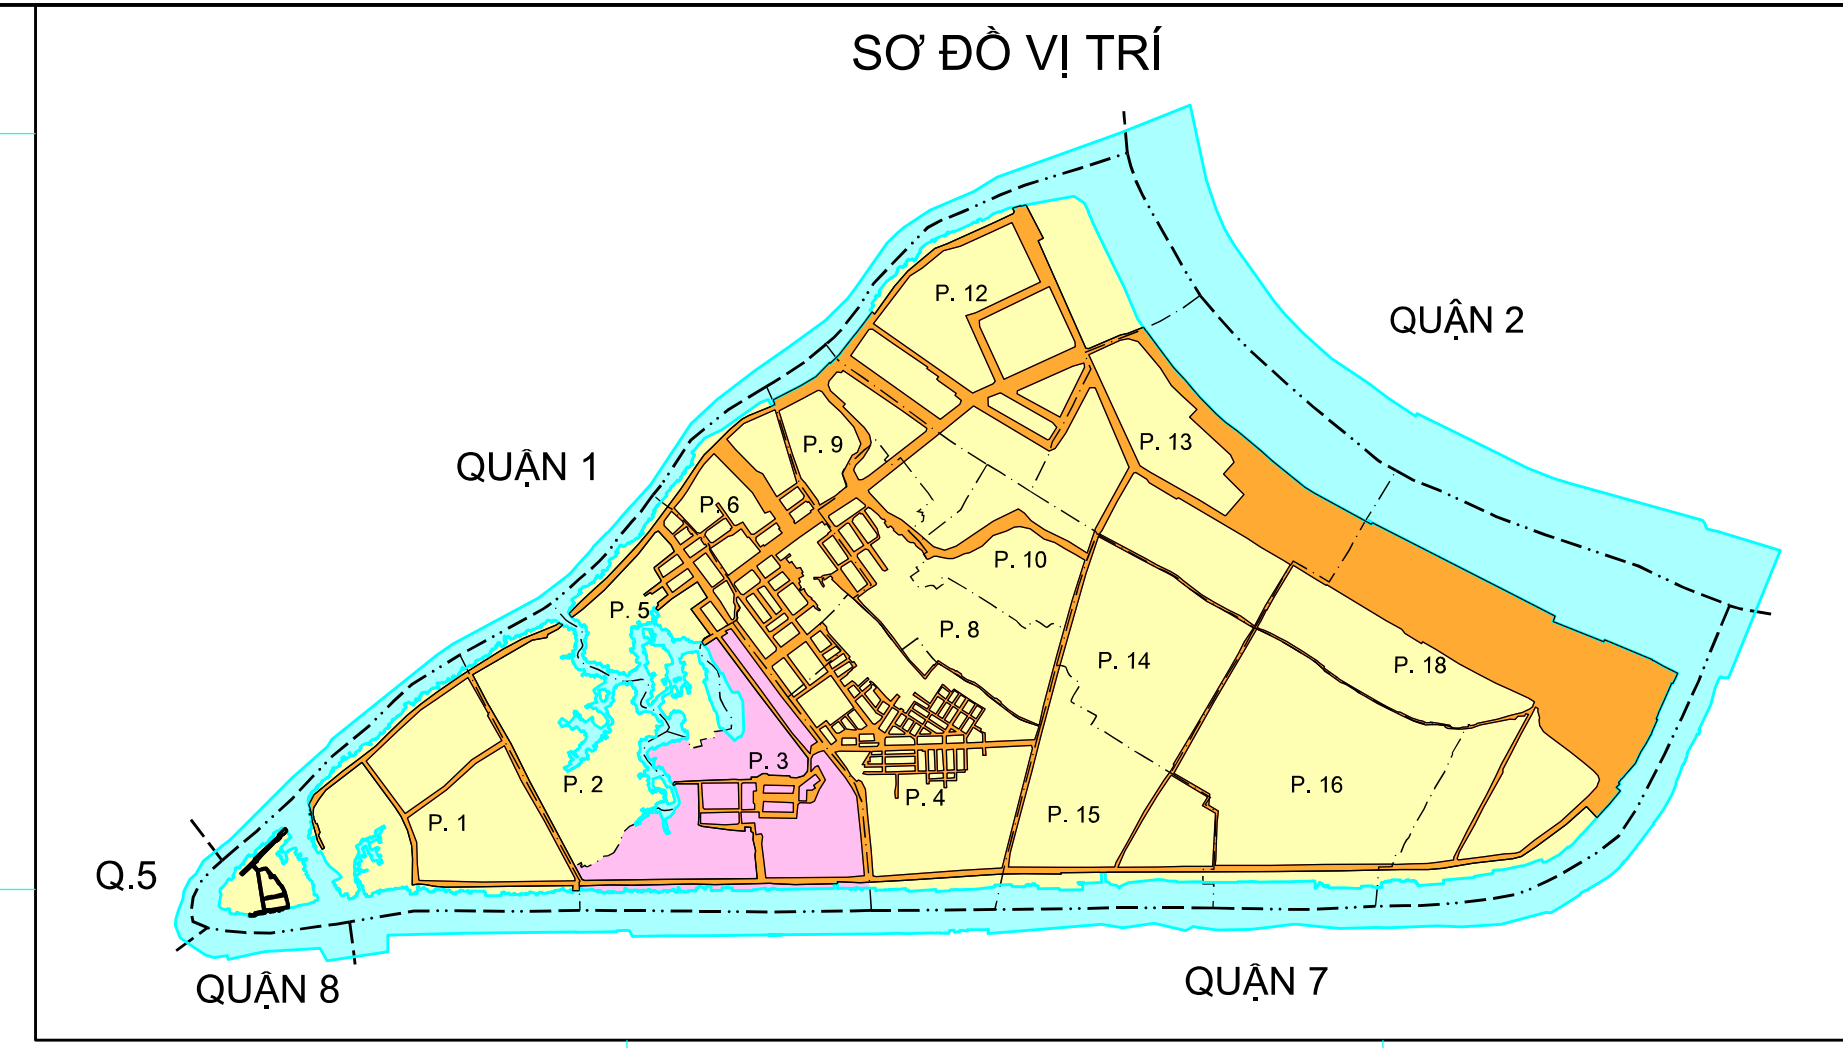 SƠ ĐỒ VỊ TRÍ
P. 12
QUẬN 2
P. 9
P. 13
QUẬN 1
P. 6
P. 10
P. 5
P. 8
P. 14
P. 18
P. 3
P. 2
P. 16
P. 4
P. 1
P. 15
Q.5
QUẬN 8
QUẬN 7